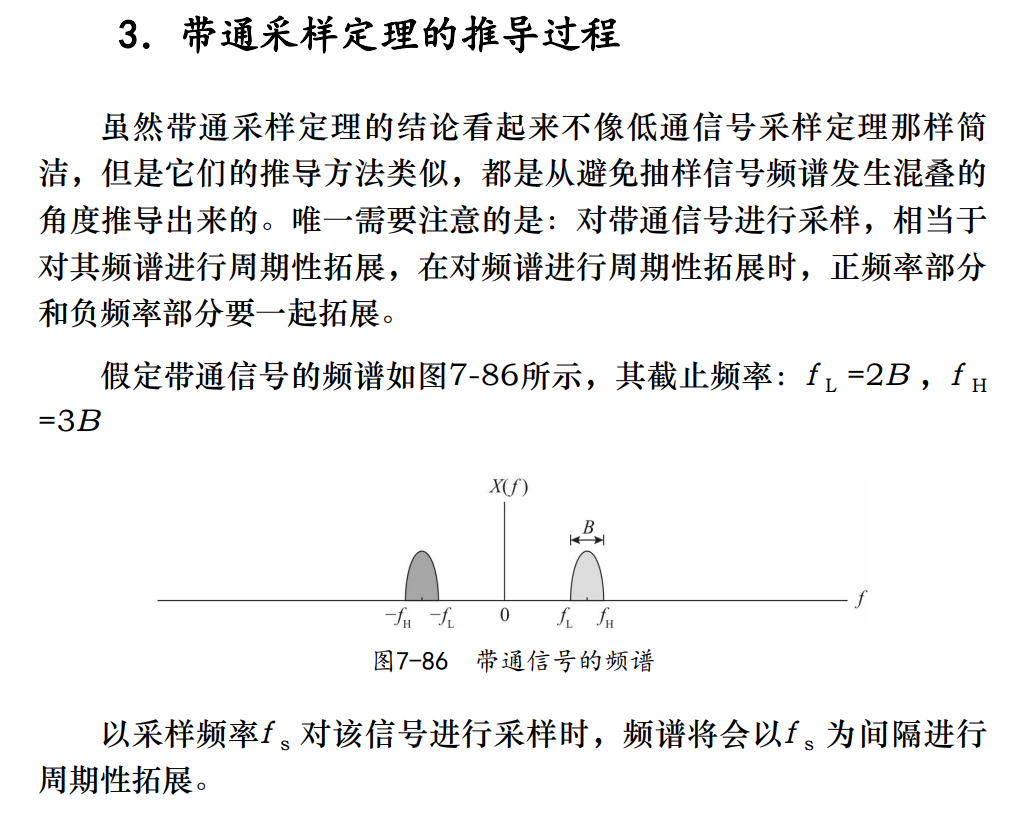 3. 带通采样定理的推导过程
虽然带通采样定理的结论看起来不像低通信号采样定理那样简
洁，但是它们的推导方法类似，都是从避免抽样信号频谱发生混叠的
角度推导出来的。唯一需要注意的是：对带通信号进行采样，相当于
对其频谱进行周期性拓展，在对频谱进行周期性拓展时，正频率部分
和负频率部分要一起拓展。
假定带通信号的频谱如图7-86所示，其截止频率：f L =2B ，f H
=3B
X(f)
B
−fH −fL 0 fL fH f
图7-86 带通信号的频谱
以采样频率f s 对该信号进行采样时，频谱将会以f s 为间隔进行
周期性拓展。